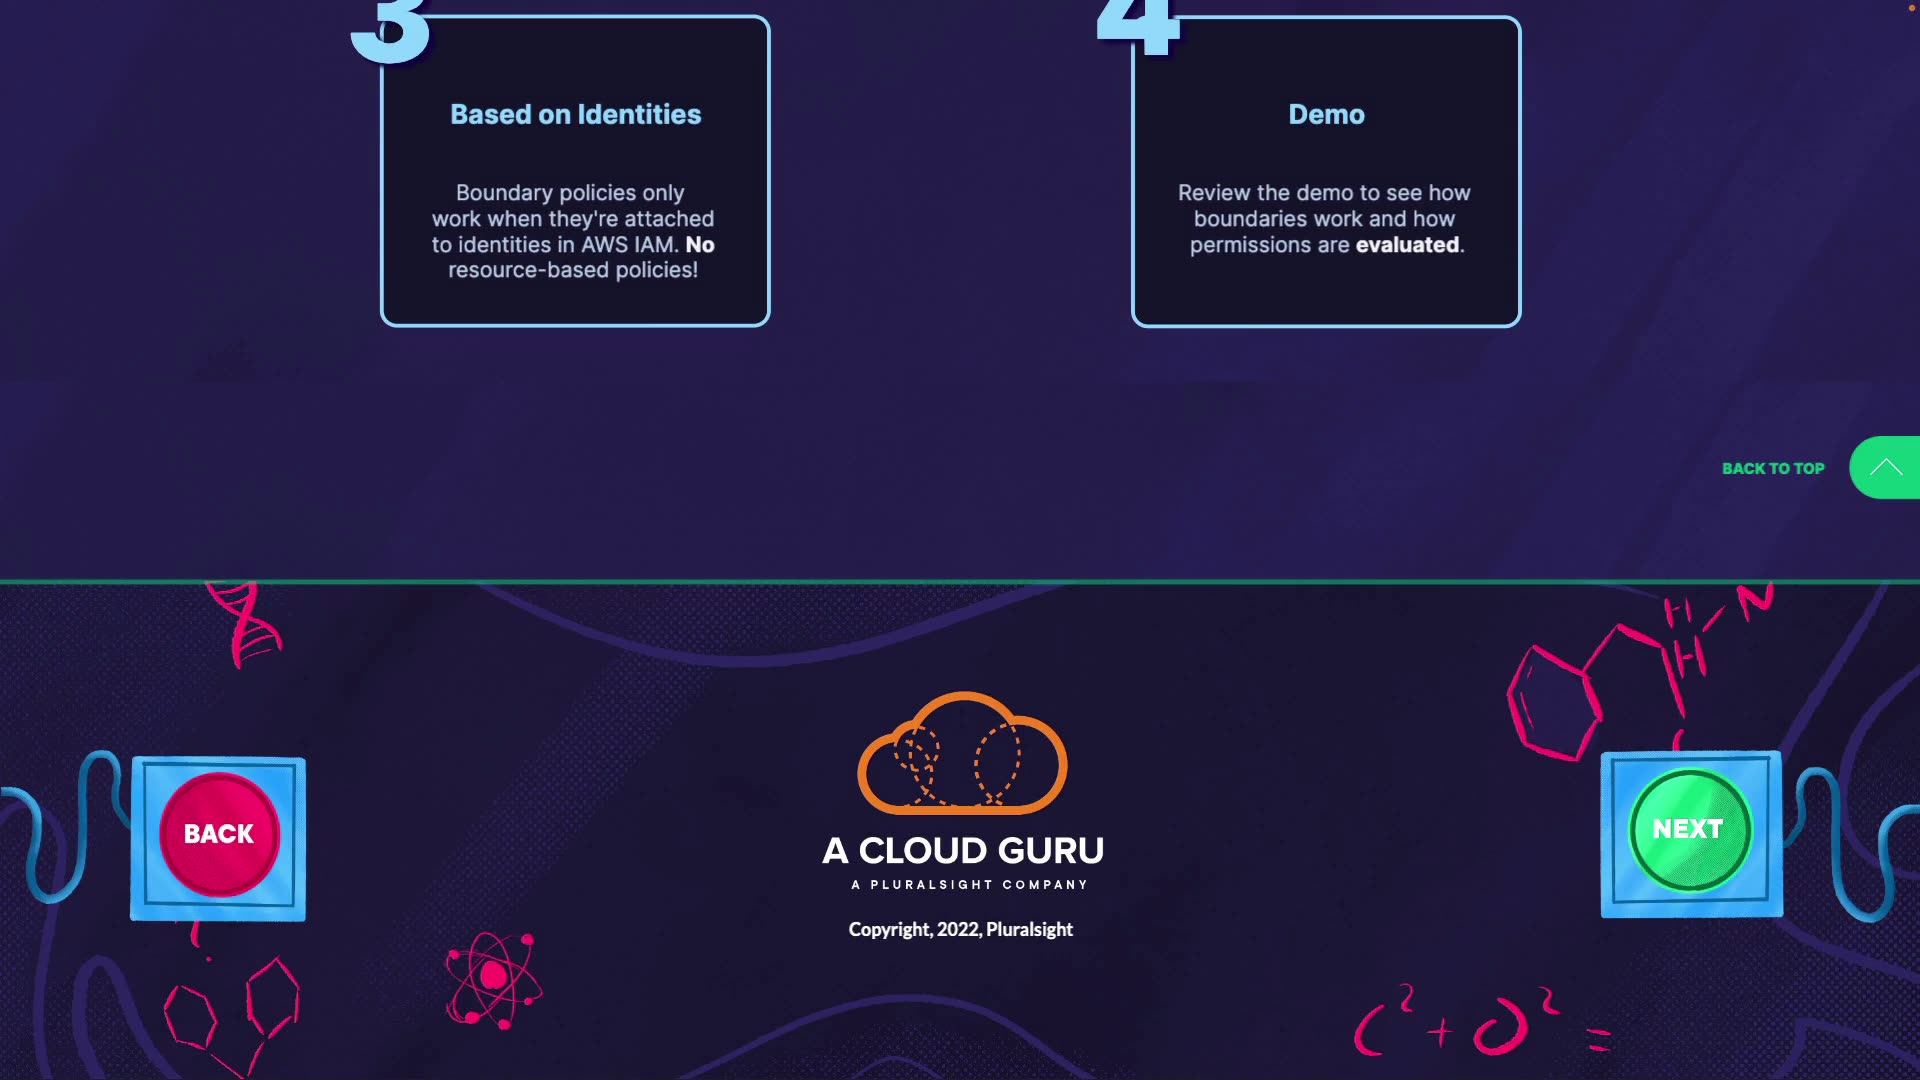 3
Based on Identities
Boundary policies only
work when they're attached
to identities in AWS IAM. No
resource-based policies!
4
Demo
Review the demo to see how
boundaries work and how
permissions are evaluated.
BACK TO TOP
H N
H
BACK
NEXT
A CLOUD GURU
A PLURALSIGHT COMPANY
Copyright, 2022, Pluralsight
C² + O² =